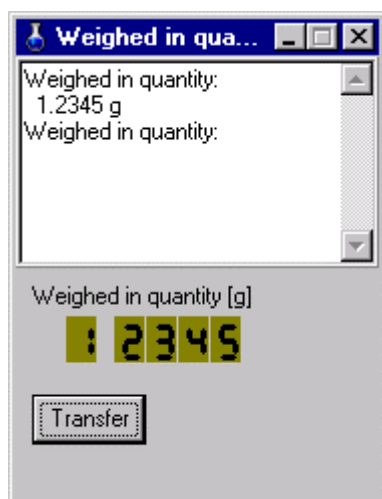 Weighed in qua...
Weighed in quantity:
1.2345 g
Weighed in quantity:
Weighed in quantity [g]
1 2345
Transfer